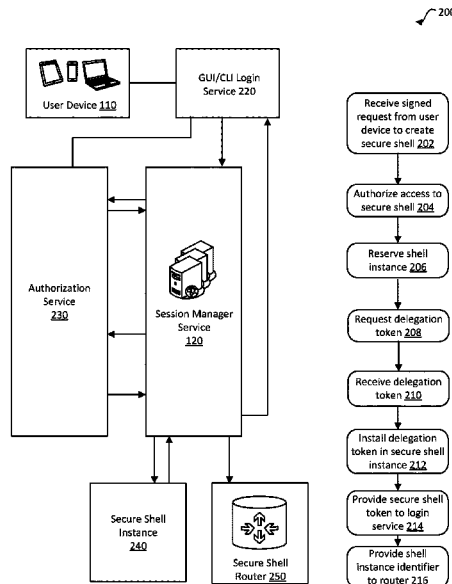 200
User Device 110
GUI/CLI Login
Service 220
Authorization
Service
230
Session Manager
Service
120
Secure Shell
Instance
240
Secure Shell
Router 250
Receive signed
request from user
device to create
secure shell 202
Authorize access to
secure shell 204
Reserve shell
instance 206
Request delegation
token 208
Receive delegation
token 210
Install delegation
token in secure shell
instance 212
Provide secure shell
token to login
service 214
Provide shell
instance identifier
to router 216